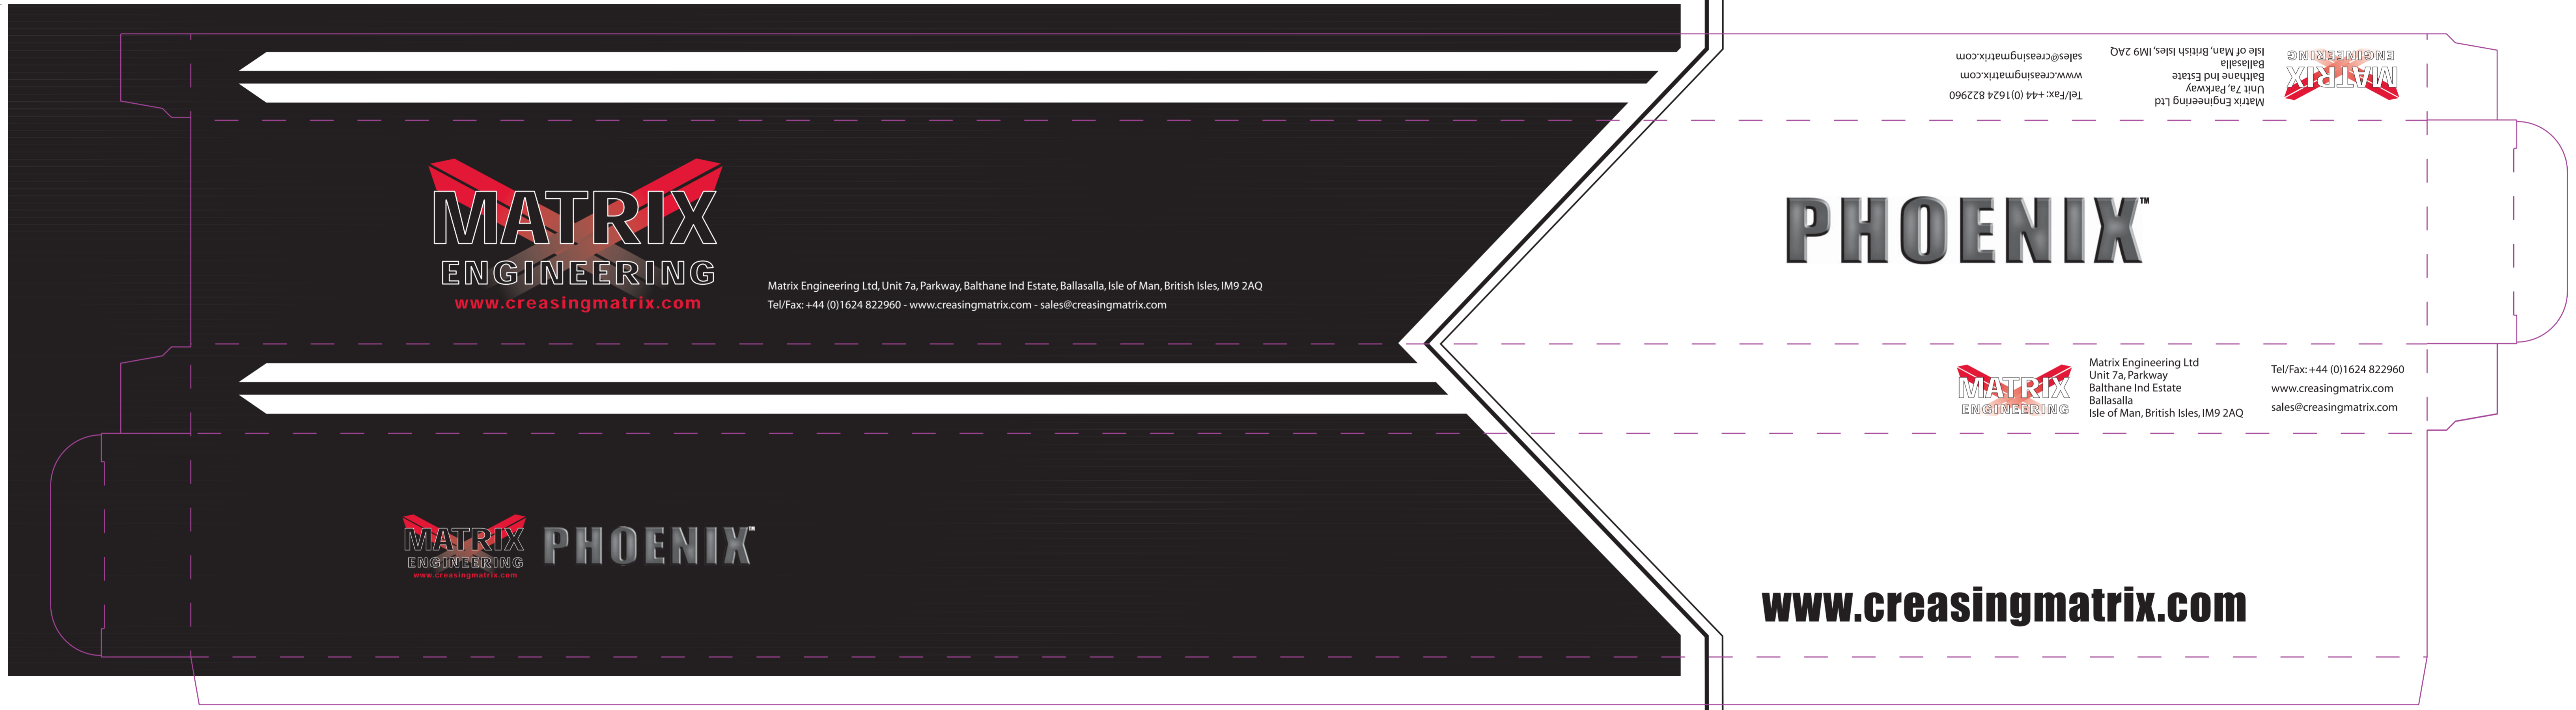 sales@creasingmatrix.com
www.creasingmatrix.com
Tel/Fax: +44 (0)1624 822960
Matrix Engineering Ltd
Unit 7a, Parkway
Balthane Ind Estate
Ballasalla
Isle of Man, British Isles, IM9 2AQ
MATRIX
ENGINEERING
MATRIX
ENGINEERING
www.creasingmatrix.com
Matrix Engineering Ltd, Unit 7a, Parkway, Balthane Ind Estate, Ballasalla, Isle of Man, British Isles, IM9 2AQ
Tel/Fax: +44 (0)1624 822960 - www.creasingmatrix.com - sales@creasingmatrix.com
PHOENIX™
MATRIX
ENGINEERING
Matrix Engineering Ltd
Unit 7a, Parkway
Balthane Ind Estate
Ballasalla
Isle of Man, British Isles, IM9 2AQ
Tel/Fax: +44 (0)1624 822960
www.creasingmatrix.com
sales@creasingmatrix.com
MATRIX
ENGINEERING
www.creasingmatrix.com
PHOENIX™
www.creasingmatrix.com